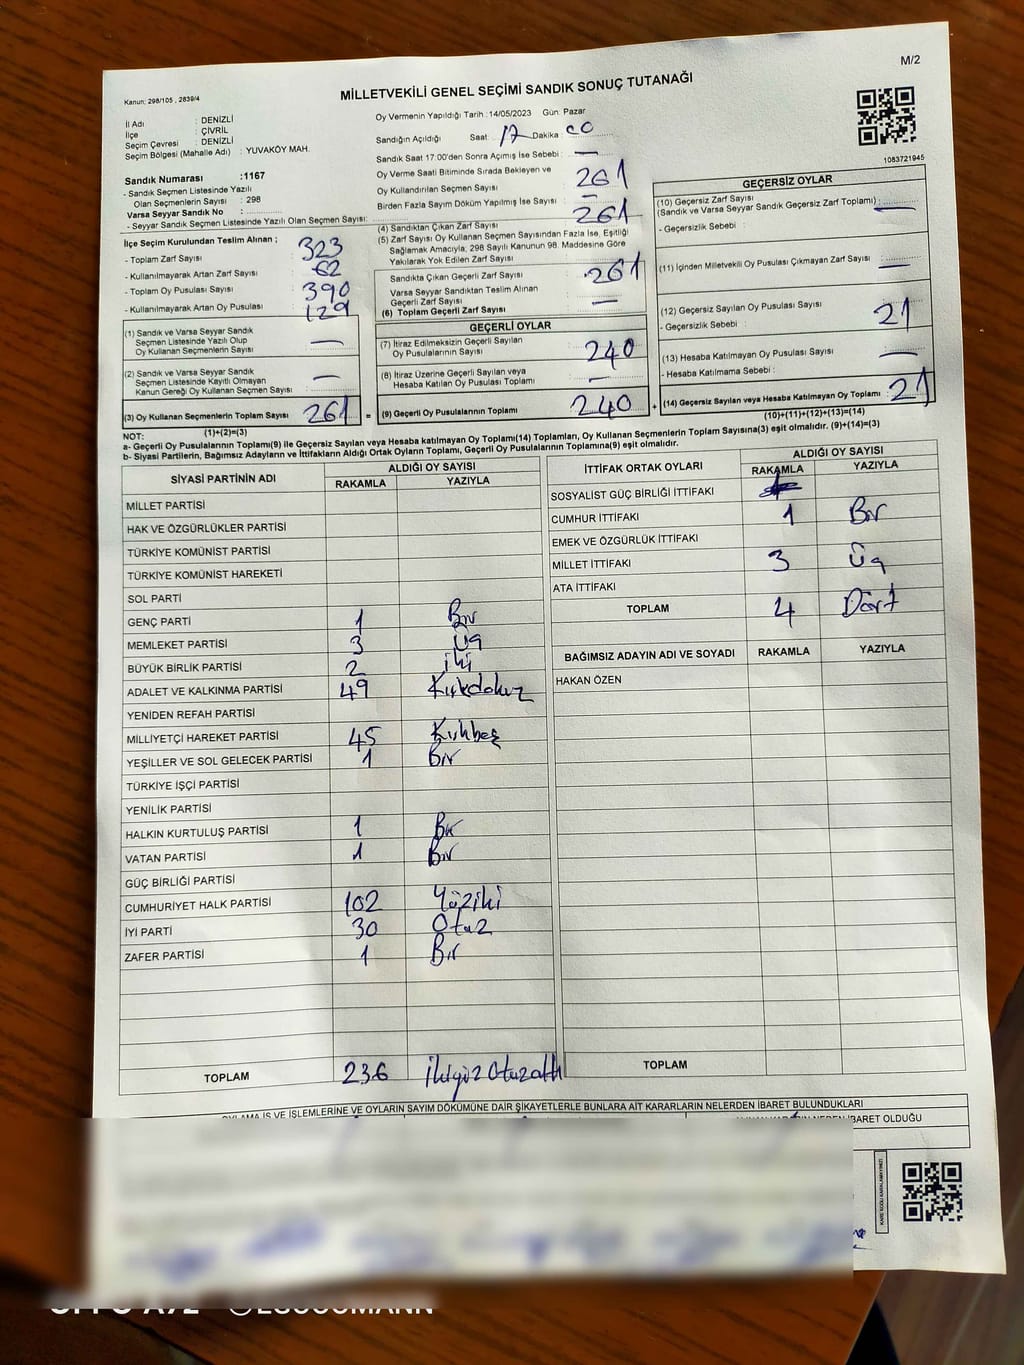 M/2
Kanun: 298/105 , 2839/4
MİLLETVEKİLİ GENEL SEÇİMİ SANDIK SONUÇ TUTANAĞI
İl Adı : DENİZLİ
İlçe : ÇİVRİL
Seçim Çevresi : DENİZLİ
Seçim Bölgesi (Mahalle Adı) : YUVAKÖY MAH.
Sandık Numarası :1167
- Sandık Seçmen Listesinde Yazılı
Olan Seçmenlerin Sayısı : 298
Varsa Seyyar Sandık No :
- Seyyar Sandık Seçmen Listesinde Yazılı Olan Seçmen Sayısı:
Oy Vermenin Yapıldığı Tarih :14/05/2023 Gün: Pazar
Sandığın Açıldığı Saat : 17 Dakika 00
Sandık Saat 17:00'den Sonra Açımış İse Sebebi : —
Oy Verme Saati Bitiminde Sırada Bekleyen ve
Oy Kullandırılan Seçmen Sayısı : 261
Birden Fazla Sayım Döküm Yapılmış İse Sayısı : —
1083721945
İlçe Seçim Kurulundan Teslim Alınan ;
- Toplam Zarf Sayısı : 323
- Kullanılmayarak Artan Zarf Sayısı : 62
- Toplam Oy Pusulası Sayısı : 390
- Kullanılmayarak Artan Oy Pusulası : 129
(1) Sandık ve Varsa Seyyar Sandık
Seçmen Listesinde Yazılı Olup
Oy Kullanan Seçmenlerin Sayısı : —
(2) Sandık ve Varsa Seyyar Sandık
Seçmen Listesinde Kayıtlı Olmayan
Kanun Gereği Oy Kullanan Seçmen Sayısı : —
(3) Oy Kullanan Seçmenlerin Toplam Sayısı 261 =
(1)+(2)=(3)
(4) Sandıktan Çıkan Zarf Sayısı : 261
(5) Zarf Sayısı Oy Kullanan Seçmen Sayısından Fazla İse, Eşitliği
Sağlamak Amacıyla, 298 Sayılı Kanunun 98. Maddesine Göre
Yakılarak Yok Edilen Zarf Sayısı :
Sandıkta Çıkan Geçerli Zarf Sayısı : 261
Varsa Seyyar Sandıktan Teslim Alınan
Geçerli Zarf Sayısı : —
(6) Toplam Geçerli Zarf Sayısı :
GEÇERLİ OYLAR
(7) İtiraz Edilmeksizin Geçerli Sayılan
Oy Pusulalarının Sayısı : 240
(8) İtiraz Üzerine Geçerli Sayılan veya
Hesaba Katılan Oy Pusulası Toplamı : —
(9) Geçerli Oy Pusulalarının Toplamı : 240 +
GEÇERSİZ OYLAR
(10) Geçersiz Zarf Sayısı
(Sandık ve Varsa Seyyar Sandık Geçersiz Zarf Toplamı) : —
- Geçersizlik Sebebi :
(11) İçinden Milletvekili Oy Pusulası Çıkmayan Zarf Sayısı : —
(12) Geçersiz Sayılan Oy Pusulası Sayısı : 21
- Geçersizlik Sebebi :
(13) Hesaba Katılmayan Oy Pusulası Sayısı : —
- Hesaba Katılmama Sebebi :
(14) Geçersiz Sayılan veya Hesaba Katılmayan Oy Toplamı : 21
(10)+(11)+(12)+(13)=(14)
NOT:
a- Geçerli Oy Pusulalarının Toplamı(9) ile Geçersiz Sayılan veya Hesaba katılmayan Oy Toplamı(14) Toplamları, Oy Kullanan Seçmenlerin Toplam Sayısına(3) eşit olmalıdır. (9)+(14)=(3)
b- Siyasi Partilerin, Bağımsız Adayların ve İttifakların Aldığı Ortak Oyların Toplamı, Geçerli Oy Pusulalarının Toplamına(9) eşit olmalıdır.
SİYASİ PARTİNİN ADI ALDIĞI OY SAYISI
RAKAMLA YAZIYLA
MİLLET PARTİSİ
HAK VE ÖZGÜRLÜKLER PARTİSİ
TÜRKİYE KOMÜNİST PARTİSİ
TÜRKİYE KOMÜNİST HAREKETİ
SOL PARTİ
GENÇ PARTİ 1 Bir
MEMLEKET PARTİSİ 3 Üç
BÜYÜK BİRLİK PARTİSİ 2 iki
ADALET VE KALKINMA PARTİSİ 49 Kırkdokuz
YENİDEN REFAH PARTİSİ
MİLLİYETÇİ HAREKET PARTİSİ 45 Kırkbeş
YEŞİLLER VE SOL GELECEK PARTİSİ 1 Bir
TÜRKİYE İŞÇİ PARTİSİ
YENİLİK PARTİSİ
HALKIN KURTULUŞ PARTİSİ 1 Bir
VATAN PARTİSİ 1 Bir
GÜÇ BİRLİĞİ PARTİSİ
CUMHURİYET HALK PARTİSİ 102 Yüziki
İYİ PARTİ 30 Otuz
ZAFER PARTİSİ 1 Bir
TOPLAM 236 ikiyüz Otuzaltı
İTTİFAK ORTAK OYLARI ALDIĞI OY SAYISI
RAKAMLA YAZIYLA
SOSYALİST GÜÇ BİRLİĞİ İTTİFAKI
CUMHUR İTTİFAKI 1 Bir
EMEK VE ÖZGÜRLÜK İTTİFAKI
MİLLET İTTİFAKI 3 Üç
ATA İTTİFAKI
TOPLAM 4 Dört
BAĞIMSIZ ADAYIN ADI VE SOYADI RAKAMLA YAZIYLA
HAKAN ÖZEN
TOPLAM
OYLAMA İŞ VE İŞLEMLERİNE VE OYLARIN SAYIM DÖKÜMÜNE DAİR ŞİKAYETLERLE BUNLARA AİT KARARLARIN NELERDEN İBARET BULUNDUKLARI
İBARET OLDUĞU